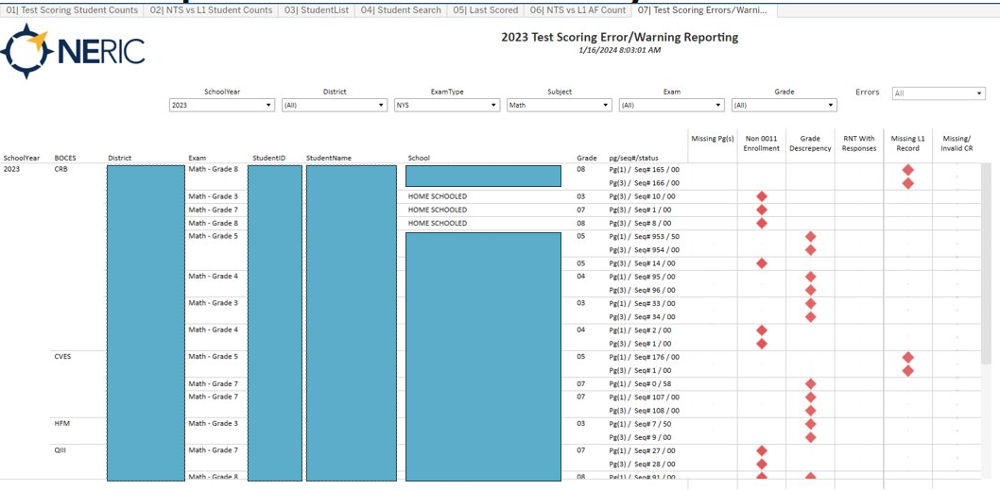 01| Test Scoring Student Counts 02| NTS vs L1 Student Counts 03| StudentList 04| Student Search 05| Last Scored 06| NTS vs L1 AF Count 07| Test Scoring Errors/Warni...
NERIC
2023 Test Scoring Error/Warning Reporting
1/16/2024 8:03:01 AM
SchoolYear District ExamType Subject Exam Grade Errors
2023 (All) NYS Math (All) (All) All
Missing Pg(s) Non 0011 Enrollment Grade Descrepency RNT With Responses Missing L1 Record Missing/ Invalid CR
SchoolYear BOCES District Exam StudentID StudentName School Grade pg/seq#/status
2023 CRB Math - Grade 8 08 Pg(1) / Seq# 165 / 00
Pg(3) / Seq# 166 / 00
Math - Grade 3 HOME SCHOOLED 03 Pg(3) / Seq# 10 / 00
Math - Grade 7 HOME SCHOOLED 07 Pg(3) / Seq# 1 / 00
Math - Grade 8 HOME SCHOOLED 08 Pg(3) / Seq# 8 / 00
Math - Grade 5 05 Pg(1) / Seq# 953 / 50
Pg(3) / Seq# 954 / 00
05 Pg(3) / Seq# 14 / 00
Math - Grade 4 04 Pg(1) / Seq# 95 / 00
Pg(3) / Seq# 96 / 00
Math - Grade 3 03 Pg(1) / Seq# 33 / 00
Pg(3) / Seq# 34 / 00
Math - Grade 4 04 Pg(1) / Seq# 2 / 00
Pg(3) / Seq# 1 / 00
CVES Math - Grade 5 05 Pg(1) / Seq# 176 / 00
Pg(3) / Seq# 1 / 00
Math - Grade 7 07 Pg(1) / Seq# 0 / 58
Math - Grade 7 07 Pg(1) / Seq# 107 / 00
Pg(3) / Seq# 108 / 00
HFM Math - Grade 3 03 Pg(1) / Seq# 7 / 50
Pg(3) / Seq# 9 / 00
QIII Math - Grade 7 07 Pg(1) / Seq# 27 / 00
Pg(3) / Seq# 28 / 00
Math - Grade 8 08 Pg(1) / Seq# 91 / 00